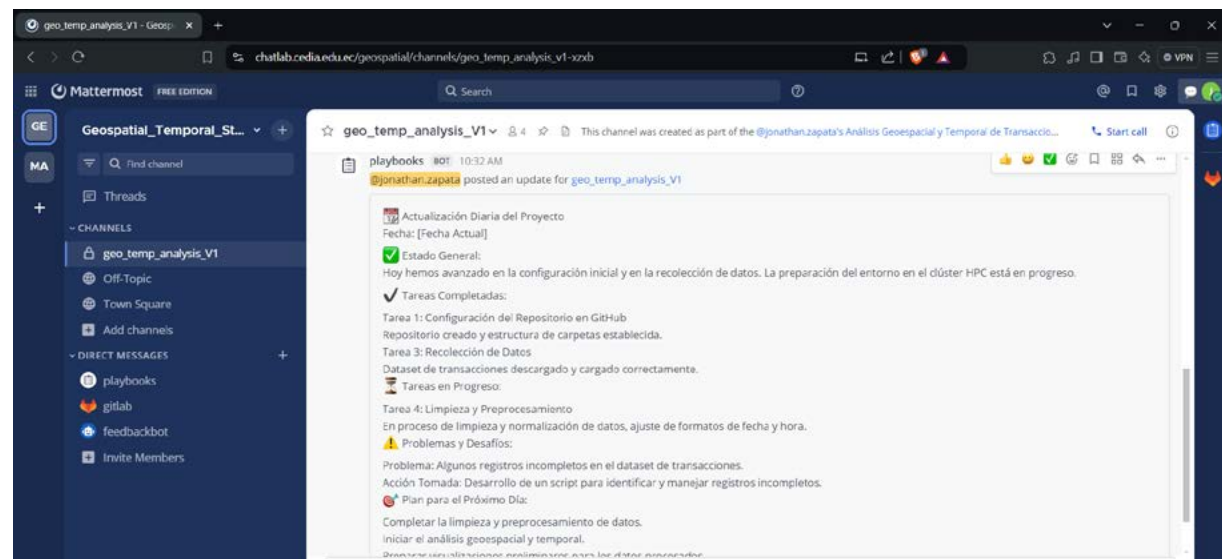 geo_temp_analysis_V1 - Geosp
chatlab.cedia.edu.ec/geospatial/channels/geo_temp_analysis_v1-xzxb
VPN
Mattermost FREE EDITION
Search
GE
MA
Geospatial_Temporal_St...
Find channel
Threads
CHANNELS
geo_temp_analysis_V1
Off-Topic
Town Square
Add channels
DIRECT MESSAGES
playbooks
gitlab
feedbackbot
Invite Members
geo_temp_analysis_V1 4 This channel was created as part of the @jonathan.zapata's Análisis Geoespacial y Temporal de Transaccio... Start call
playbooks BOT 10:32 AM
@jonathan.zapata posted an update for geo_temp_analysis_V1
Actualización Diaria del Proyecto
Fecha: [Fecha Actual]
Estado General:
Hoy hemos avanzado en la configuración inicial y en la recolección de datos. La preparación del entorno en el clúster HPC está en progreso.
Tareas Completadas:
Tarea 1: Configuración del Repositorio en GitHub
Repositorio creado y estructura de carpetas establecida.
Tarea 3: Recolección de Datos
Dataset de transacciones descargado y cargado correctamente.
Tareas en Progreso:
Tarea 4: Limpieza y Preprocesamiento
En proceso de limpieza y normalización de datos, ajuste de formatos de fecha y hora.
Problemas y Desafíos:
Problema: Algunos registros incompletos en el dataset de transacciones.
Acción Tomada: Desarrollo de un script para identificar y manejar registros incompletos.
Plan para el Próximo Día:
Completar la limpieza y preprocesamiento de datos.
Iniciar el análisis geoespacial y temporal.
Preparar visualizaciones preliminares para los datos procesados.